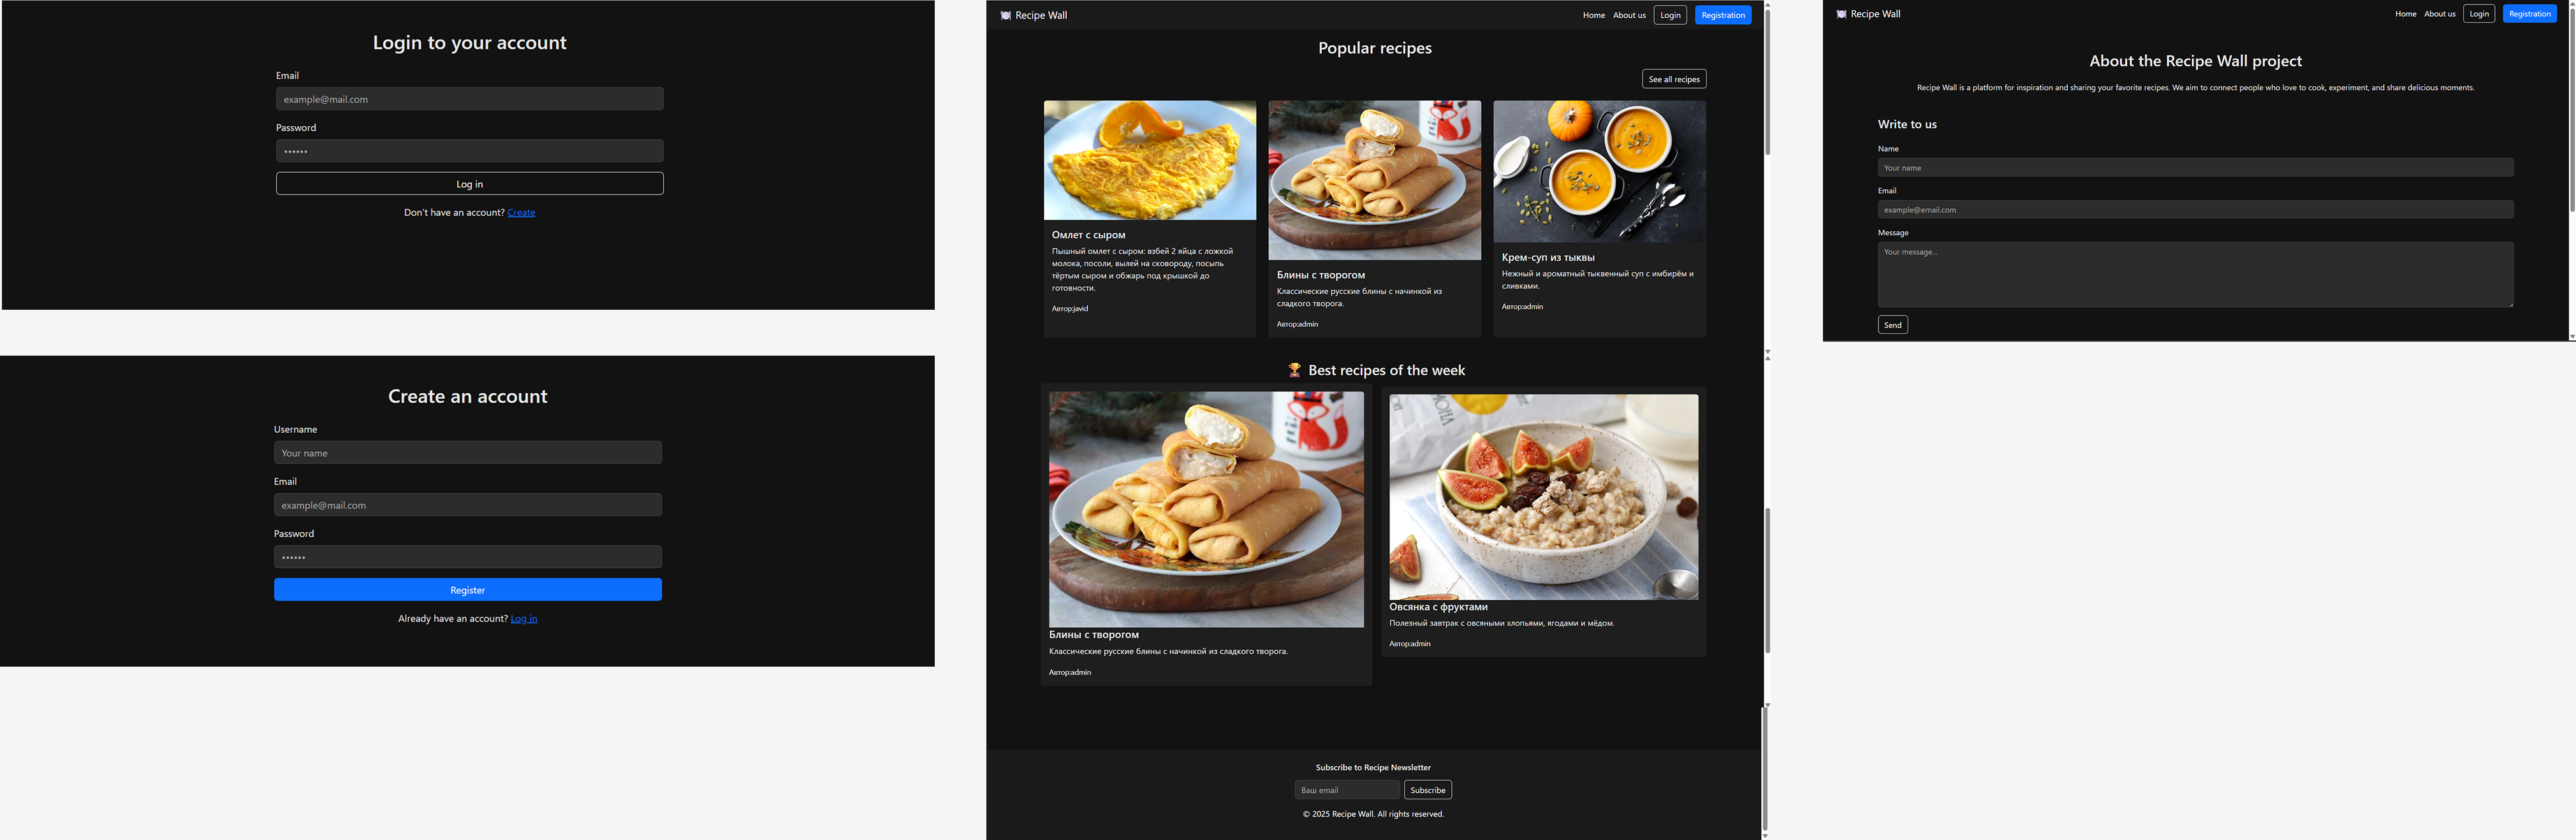 Login to your account
Email
example@mail.com
Password
••••••
Log in
Don't have an account? Create
Create an account
Username
Your name
Email
example@mail.com
Password
••••••
Register
Already have an account? Log in
Recipe Wall
Home About us Login Registration
Popular recipes
See all recipes
Омлет с сыром
Пышный омлет с сыром: взбей 2 яйца с ложкой
молока, посоли, вылей на сковороду, посыпь
тёртым сыром и обжарь под крышкой до
готовности.
Автор:javid
Блины с творогом
Классические русские блины с начинкой из
сладкого творога.
Автор:admin
Крем-суп из тыквы
Нежный и ароматный тыквенный суп с имбирём и
сливками.
Автор:admin
Best recipes of the week
Блины с творогом
Классические русские блины с начинкой из сладкого творога.
Автор:admin
Овсянка с фруктами
Полезный завтрак с овсяными хлопьями, ягодами и мёдом.
Автор:admin
Subscribe to Recipe Newsletter
Ваш email Subscribe
© 2025 Recipe Wall. All rights reserved.
Recipe Wall
Home About us Login Registration
About the Recipe Wall project
Recipe Wall is a platform for inspiration and sharing your favorite recipes. We aim to connect people who love to cook, experiment, and share delicious moments.
Write to us
Name
Your name
Email
example@email.com
Message
Your message...
Send